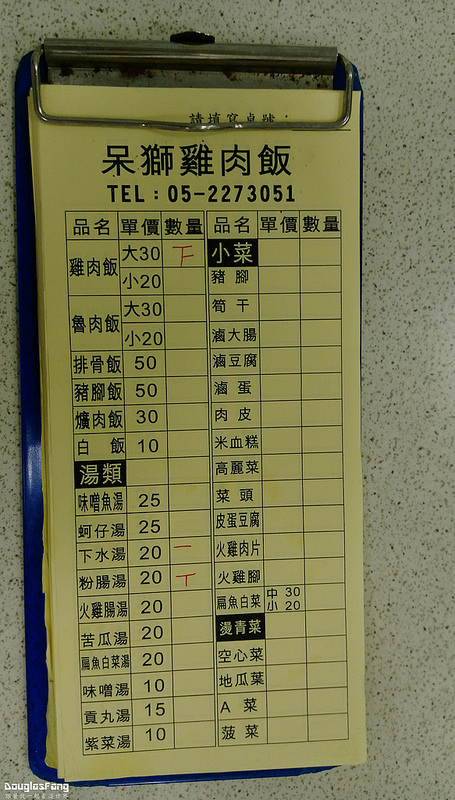 請填寫桌號：
呆獅雞肉飯
TEL：05-2273051
品名 單價 數量 品名 單價 數量
雞肉飯 大30 下 小菜
小20 豬腳
魯肉飯 大30 筍干
小20 滷大腸
排骨飯 50 滷豆腐
豬腳飯 50 滷蛋
爌肉飯 30 肉皮
白飯 10 米血糕
湯類 高麗菜
味噌魚湯 25 菜頭
蚵仔湯 25 皮蛋豆腐
下水湯 20 一 火雞肉片
粉腸湯 20 丅 火雞腳
火雞腸湯 20 扁魚白菜 中 30 小 20
苦瓜湯 20 燙青菜
扁魚白菜湯 20 空心菜
味噌湯 10 地瓜葉
貢丸湯 15 A菜
紫菜湯 10 菠菜
DouglasFang